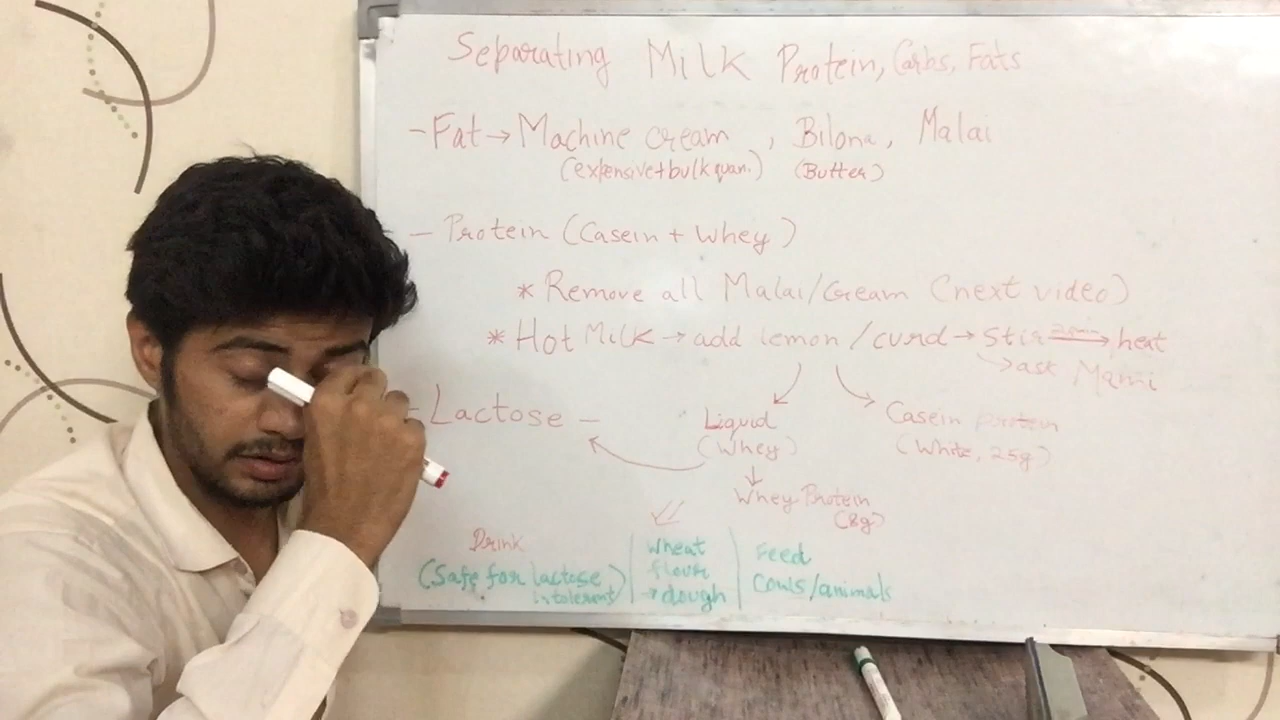 Separating Milk Protein, Carbs, Fats
- Fat → Machine cream, Bilona, Malai
(expensive+bulk quan.) (Butter)
- Protein (Casein + Whey)
* Remove all Malai/Cream (next video)
* Hot Milk → add lemon/curd → Stir → heat
→ ask Mami
- Lactose -
Liquid
(Whey)
Casein protein
(White, 25g)
Whey Protein
(8g)
Drink
(Safe for lactose
intolerent)
Wheat
flour
→ dough
Feed
Cows/animals